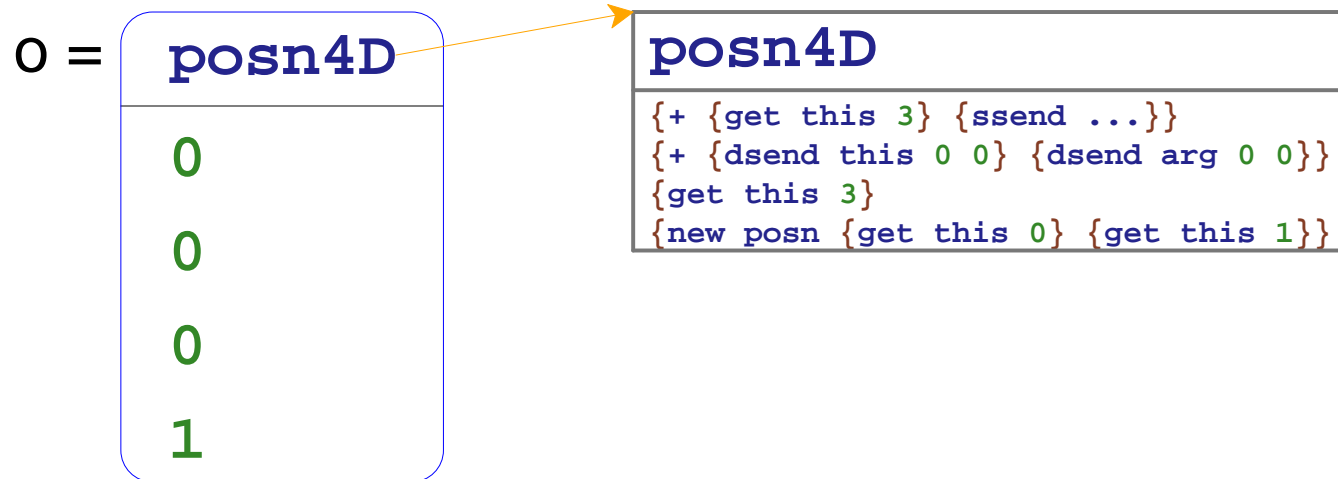 o = posn4D
0
0
0
1
posn4D
{+ {get this 3} {ssend ...}}
{+ {dsend this 0 0} {dsend arg 0 0}}
{get this 3}
{new posn {get this 0} {get this 1}}